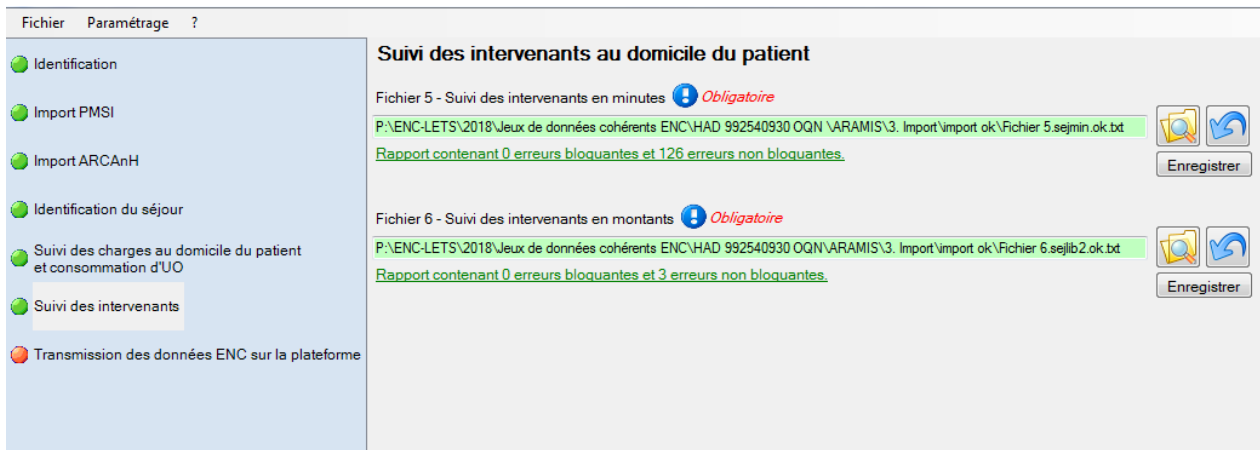 Fichier Paramétrage ?
Identification
Import PMSI
Import ARCAnH
Identification du séjour
Suivi des charges au domicile du patient
et consommation d'UO
Suivi des intervenants
Transmission des données ENC sur la plateforme
Suivi des intervenants au domicile du patient
Fichier 5 - Suivi des intervenants en minutes Obligatoire
P:\ENC-LETS\2018\Jeux de données cohérents ENC\HAD 992540930 OQN \ARAMIS\3. Import\import ok\Fichier 5.sejmin.ok.txt
Rapport contenant 0 erreurs bloquantes et 126 erreurs non bloquantes.
Enregistrer
Fichier 6 - Suivi des intervenants en montants Obligatoire
P:\ENC-LETS\2018\Jeux de données cohérents ENC\HAD 992540930 OQN\ARAMIS\3. Import\import ok\Fichier 6.sejlib2.ok.txt
Rapport contenant 0 erreurs bloquantes et 3 erreurs non bloquantes.
Enregistrer